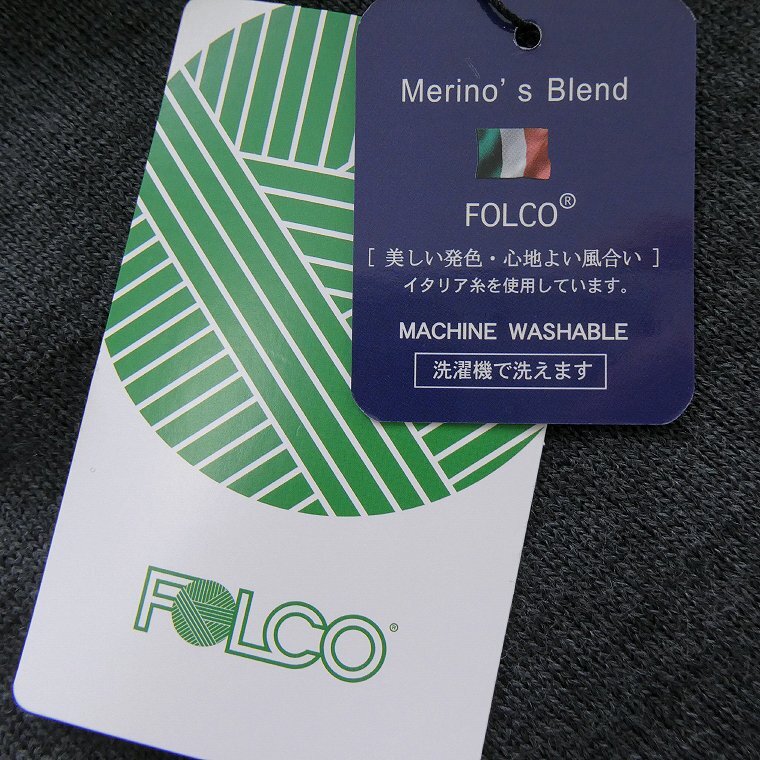 Merino's Blend
FOLCO®
[ 美しい発色・心地よい風合い ]
イタリア糸を使用しています。
MACHINE WASHABLE
洗濯機で洗えます
FOLCO®